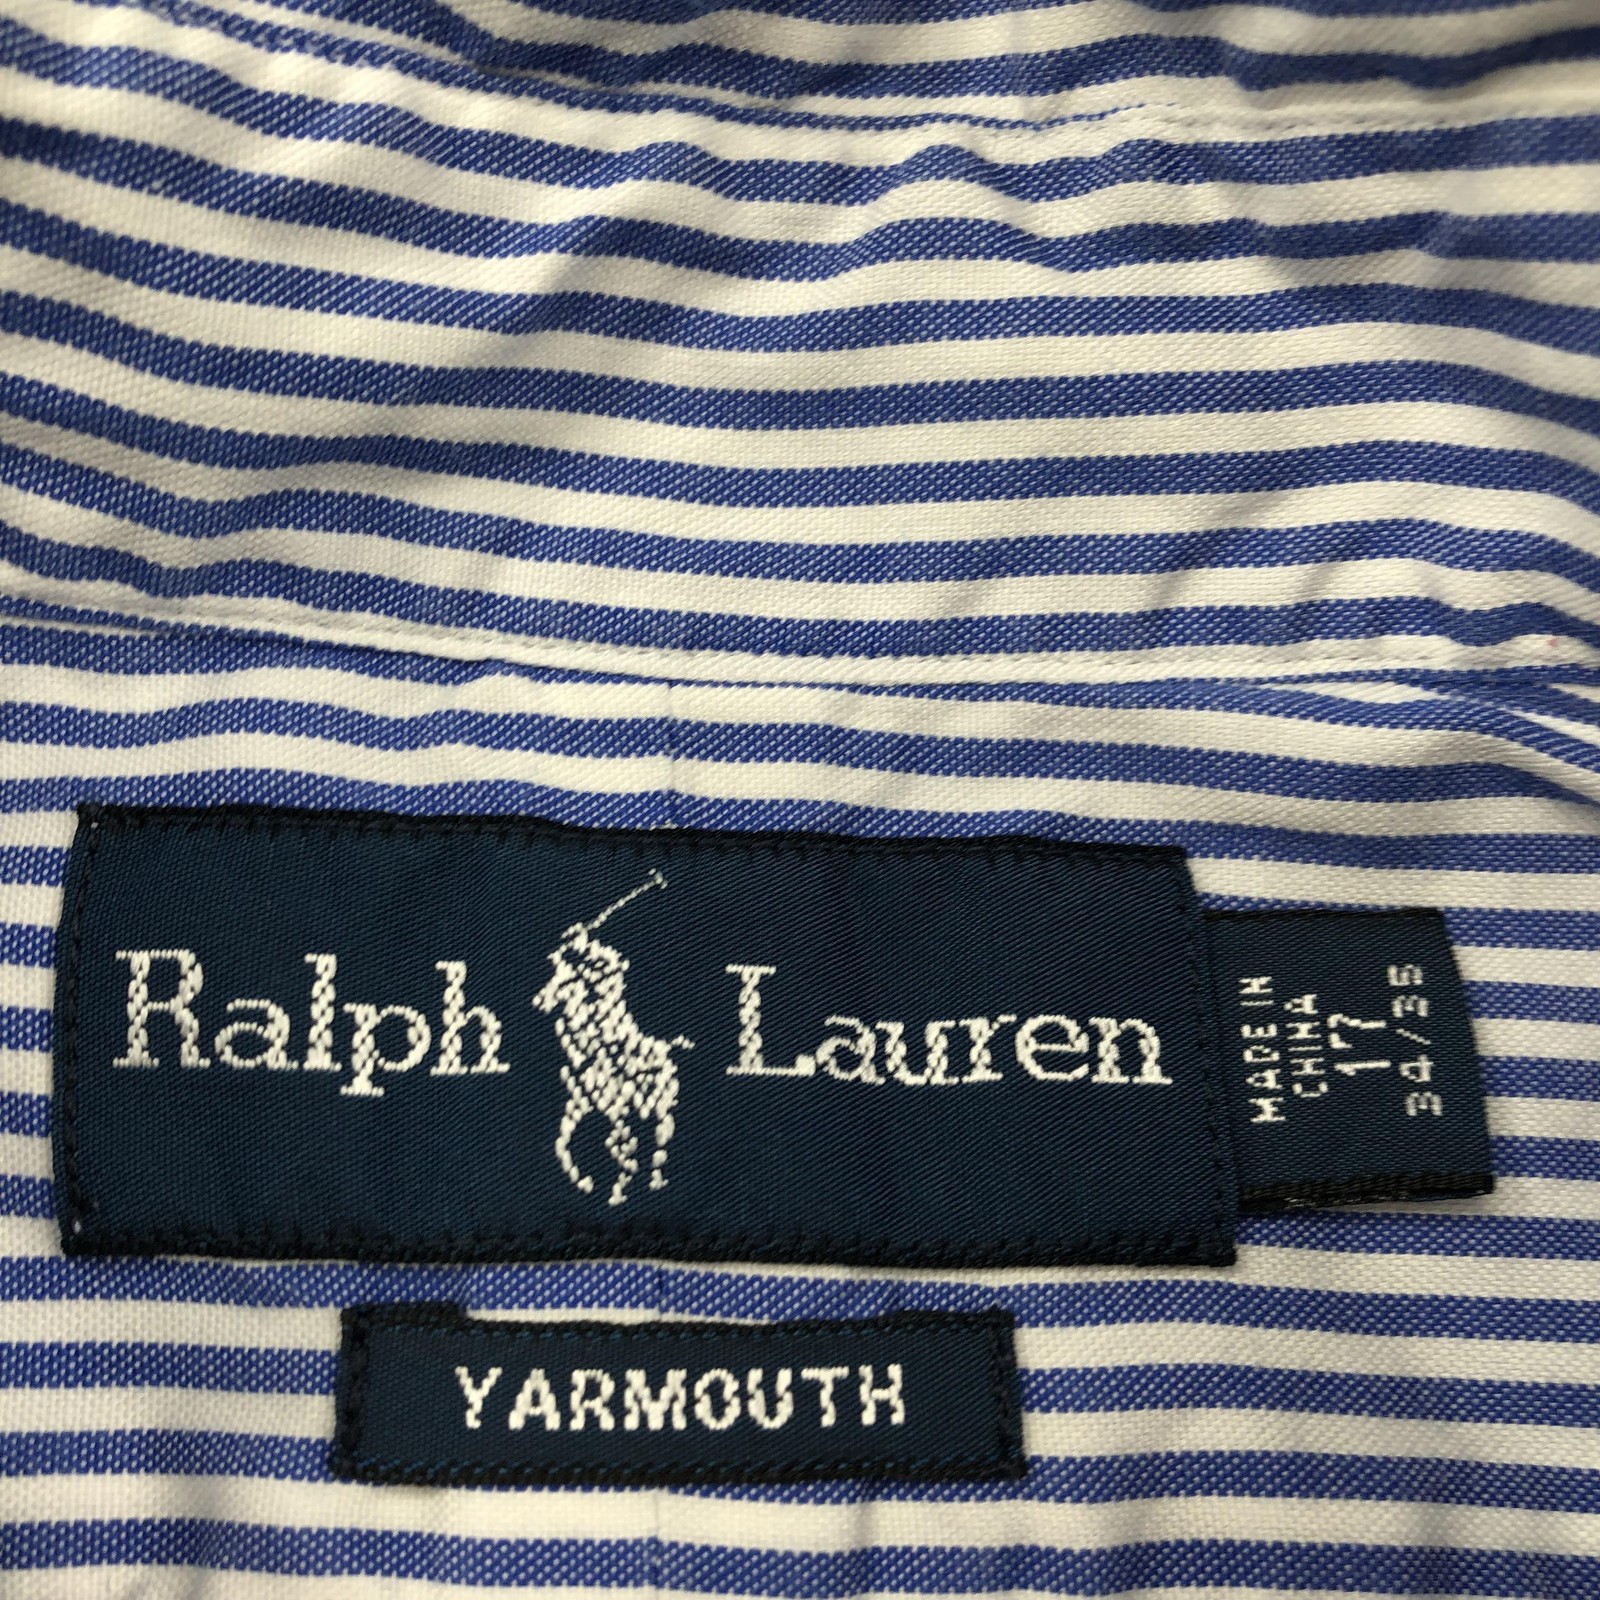 Ralph Lauren
MADE IN
CHINA
17
34/35
YARMOUTH